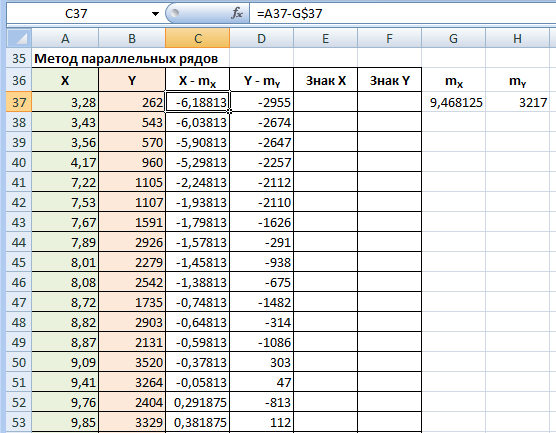 C37 fx =A37-G$37
A B C D E F G H
35 Метод параллельных рядов
36 X Y X - mX Y - mY Знак X Знак Y mX mY
37 3,28 262 -6,18813 -2955 9,468125 3217
38 3,43 543 -6,03813 -2674
39 3,56 570 -5,90813 -2647
40 4,17 960 -5,29813 -2257
41 7,22 1105 -2,24813 -2112
42 7,53 1107 -1,93813 -2110
43 7,67 1591 -1,79813 -1626
44 7,89 2926 -1,57813 -291
45 8,01 2279 -1,45813 -938
46 8,08 2542 -1,38813 -675
47 8,72 1735 -0,74813 -1482
48 8,82 2903 -0,64813 -314
49 8,87 2131 -0,59813 -1086
50 9,09 3520 -0,37813 303
51 9,41 3264 -0,05813 47
52 9,76 2404 0,291875 -813
53 9,85 3329 0,381875 112